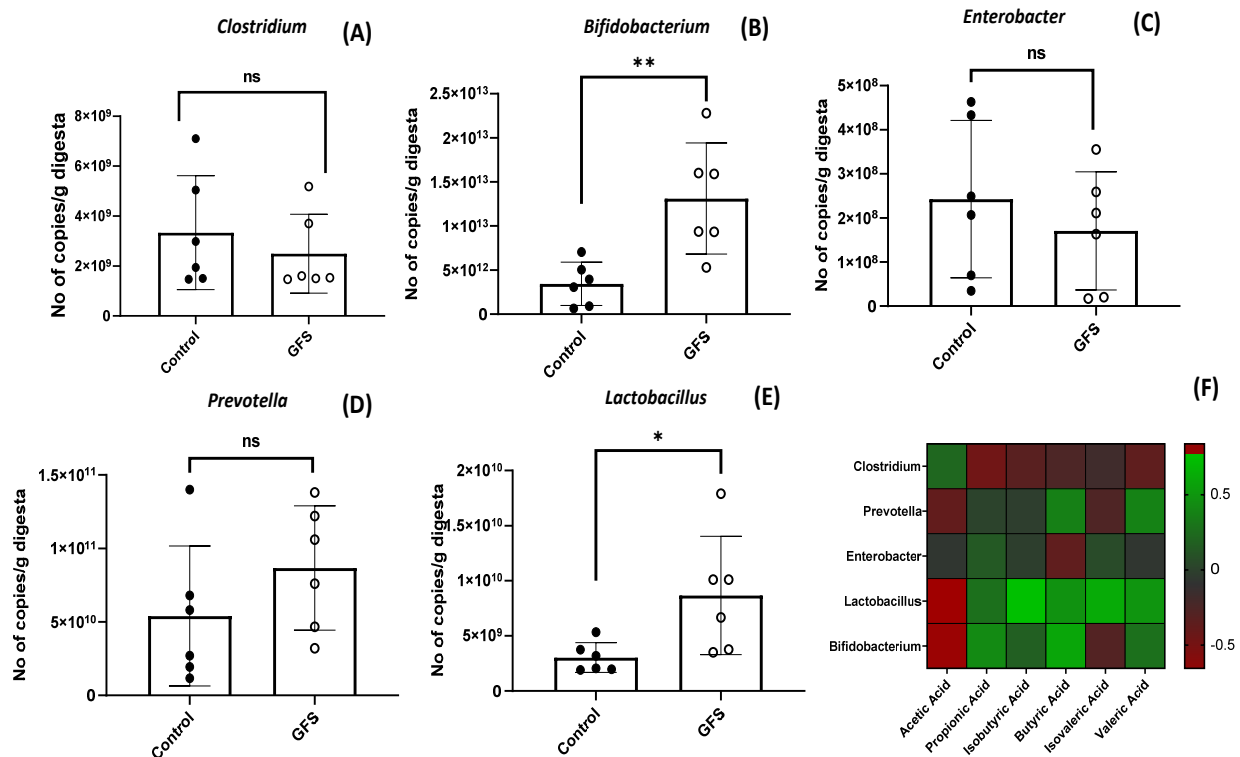 Clostridium (A)
ns
No of copies/g digesta
8×10⁹
6×10⁹
4×10⁹
2×10⁹
0
Control
GFS
Bifidobacterium (B)
**
No of copies/g digesta
2.5×10¹³
2×10¹³
1.5×10¹³
1×10¹³
5×10¹²
0
Control
GFS
Enterobacter (C)
ns
No of copies/g digesta
5×10⁸
4×10⁸
3×10⁸
2×10⁸
1×10⁸
0
Control
GFS
Prevotella (D)
ns
No of copies/g digesta
1.5×10¹¹
1×10¹¹
5×10¹⁰
0
Control
GFS
Lactobacillus (E)
*
No of copies/g digesta
2×10¹⁰
1.5×10¹⁰
1×10¹⁰
5×10⁹
0
Control
GFS
(F)
Clostridium
Prevotella
Enterobacter
Lactobacillus
Bifidobacterium
Acetic Acid
Propionic Acid
Isobutyric Acid
Butyric Acid
Isovaleric Acid
Valeric Acid
0.5
0
-0.5